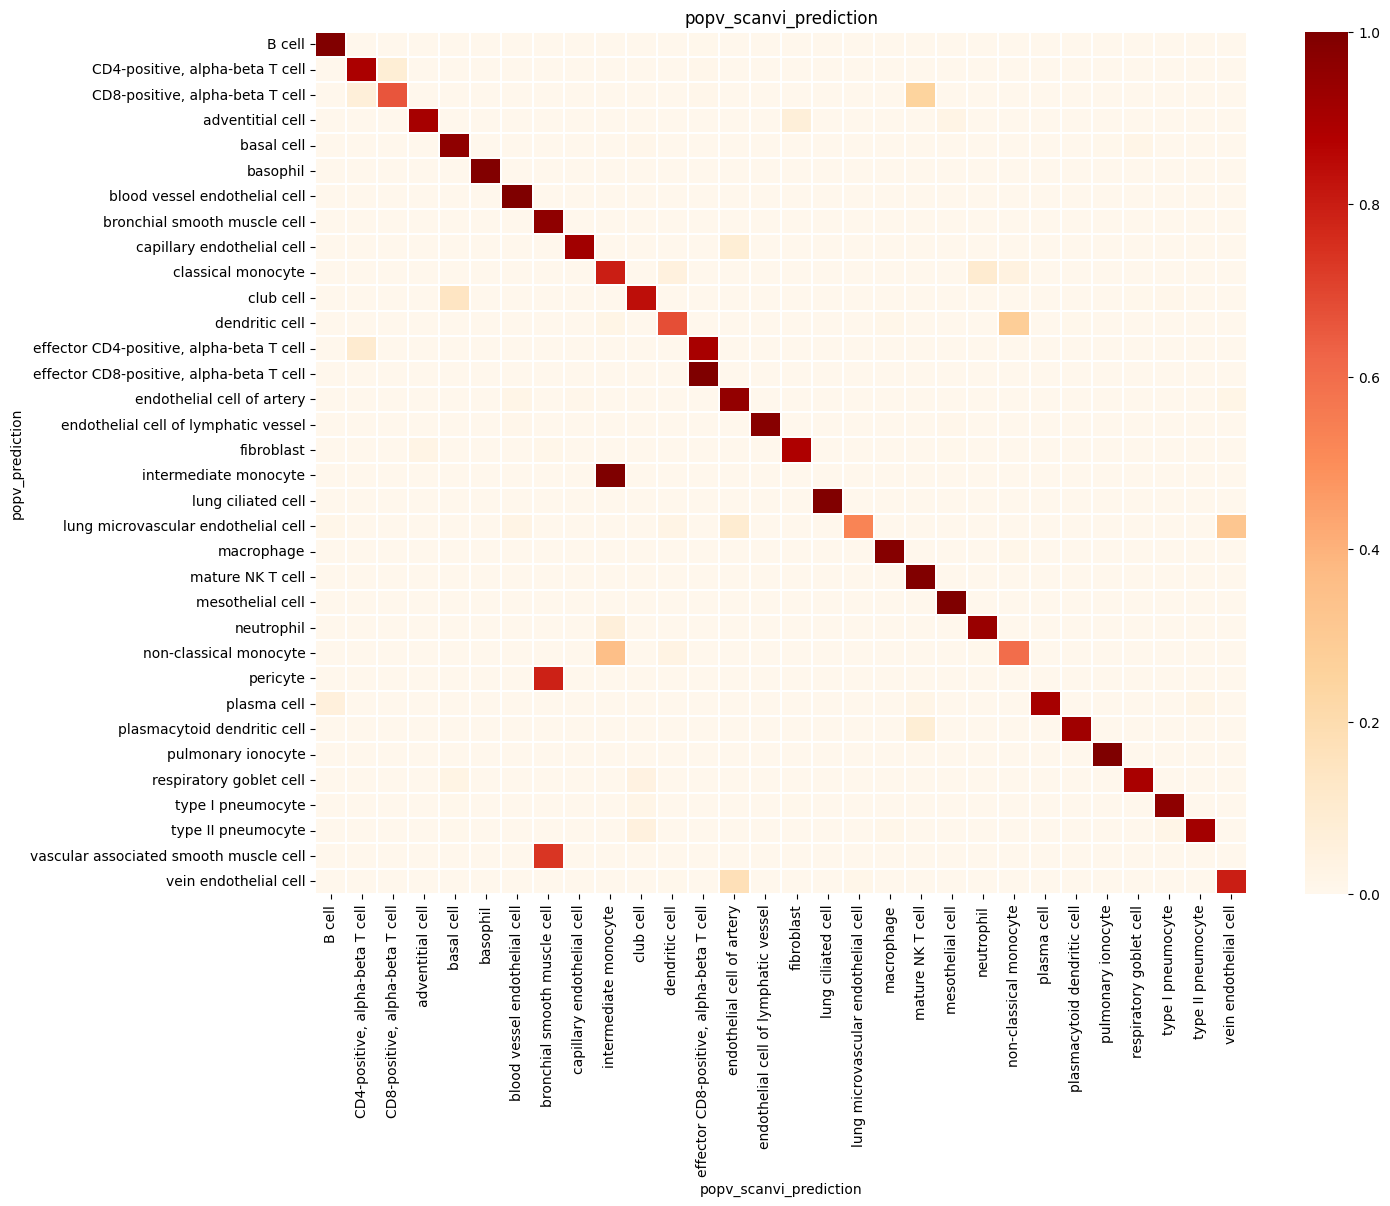 popv_scanvi_prediction
B cell
CD4-positive, alpha-beta T cell
CD8-positive, alpha-beta T cell
adventitial cell
basal cell
basophil
blood vessel endothelial cell
bronchial smooth muscle cell
capillary endothelial cell
classical monocyte
club cell
dendritic cell
effector CD4-positive, alpha-beta T cell
effector CD8-positive, alpha-beta T cell
endothelial cell of artery
endothelial cell of lymphatic vessel
fibroblast
intermediate monocyte
lung ciliated cell
lung microvascular endothelial cell
macrophage
mature NK T cell
mesothelial cell
neutrophil
non-classical monocyte
pericyte
plasma cell
plasmacytoid dendritic cell
pulmonary ionocyte
respiratory goblet cell
type I pneumocyte
type II pneumocyte
vascular associated smooth muscle cell
vein endothelial cell
popv_prediction
B cell
CD4-positive, alpha-beta T cell
CD8-positive, alpha-beta T cell
adventitial cell
basal cell
basophil
blood vessel endothelial cell
bronchial smooth muscle cell
capillary endothelial cell
intermediate monocyte
club cell
dendritic cell
effector CD8-positive, alpha-beta T cell
endothelial cell of artery
endothelial cell of lymphatic vessel
fibroblast
lung ciliated cell
lung microvascular endothelial cell
macrophage
mature NK T cell
mesothelial cell
neutrophil
non-classical monocyte
plasma cell
plasmacytoid dendritic cell
pulmonary ionocyte
respiratory goblet cell
type I pneumocyte
type II pneumocyte
vein endothelial cell
popv_scanvi_prediction
1.0
0.8
0.6
0.4
0.2
0.0